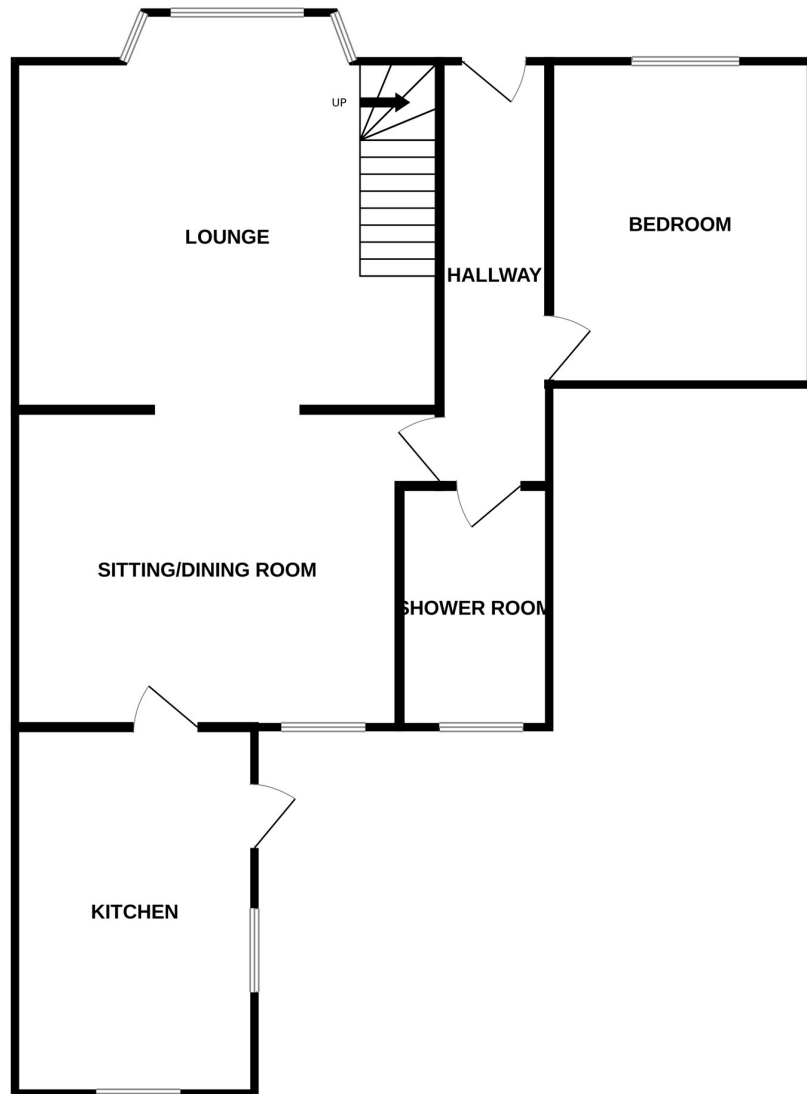 UP
LOUNGE
BEDROOM
HALLWAY
SITTING/DINING ROOM
SHOWER ROOM
KITCHEN